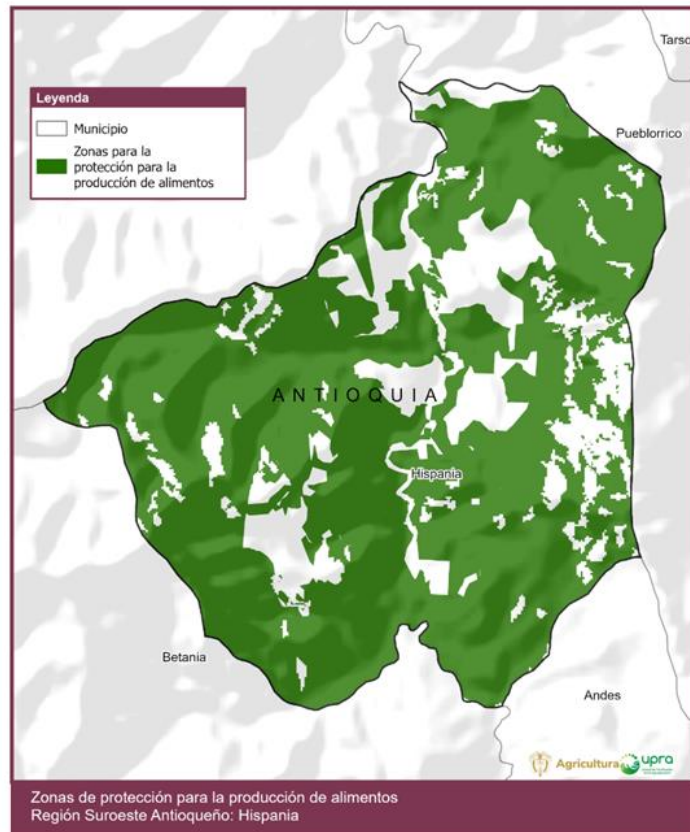 Tarso
Leyenda
Municipio
Zonas para la
protección para la
producción de alimentos
Pueblorrico
ANTIOQUIA
Hispania
Betania
Andes
Agricultura upra
Zonas de protección para la producción de alimentos
Región Suroeste Antioqueño: Hispania